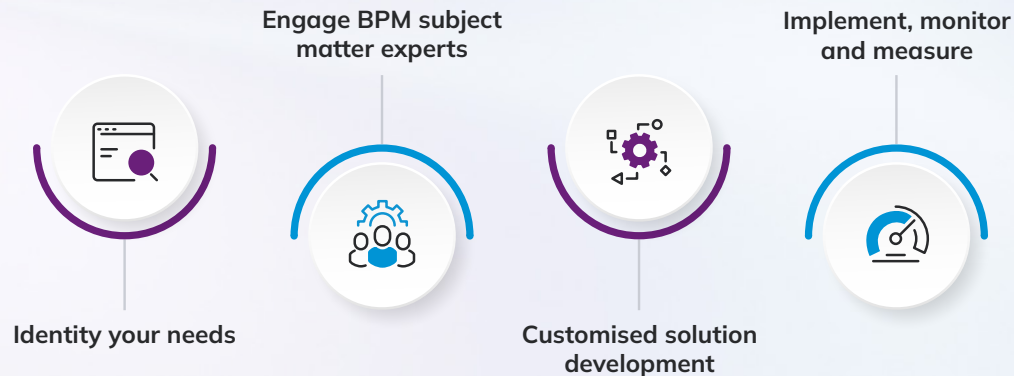 Identity your needs
Engage BPM subject
matter experts
Customised solution
development
Implement, monitor
and measure